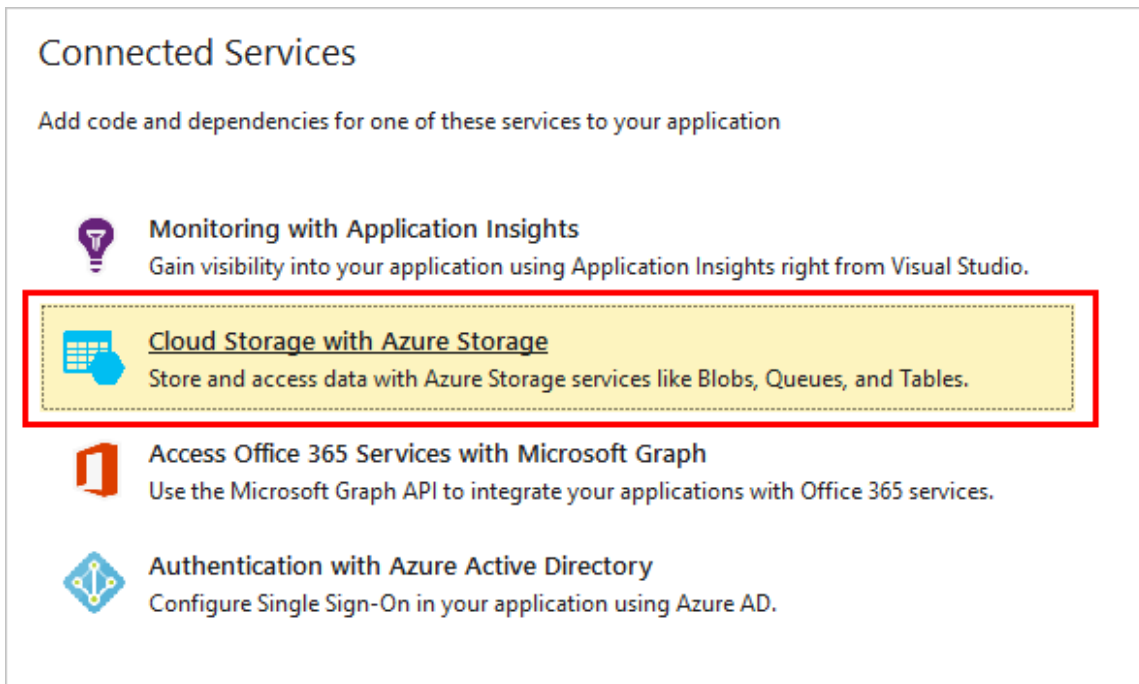 Connected Services
Add code and dependencies for one of these services to your application
Monitoring with Application Insights
Gain visibility into your application using Application Insights right from Visual Studio.
Cloud Storage with Azure Storage
Store and access data with Azure Storage services like Blobs, Queues, and Tables.
Access Office 365 Services with Microsoft Graph
Use the Microsoft Graph API to integrate your applications with Office 365 services.
Authentication with Azure Active Directory
Configure Single Sign-On in your application using Azure AD.